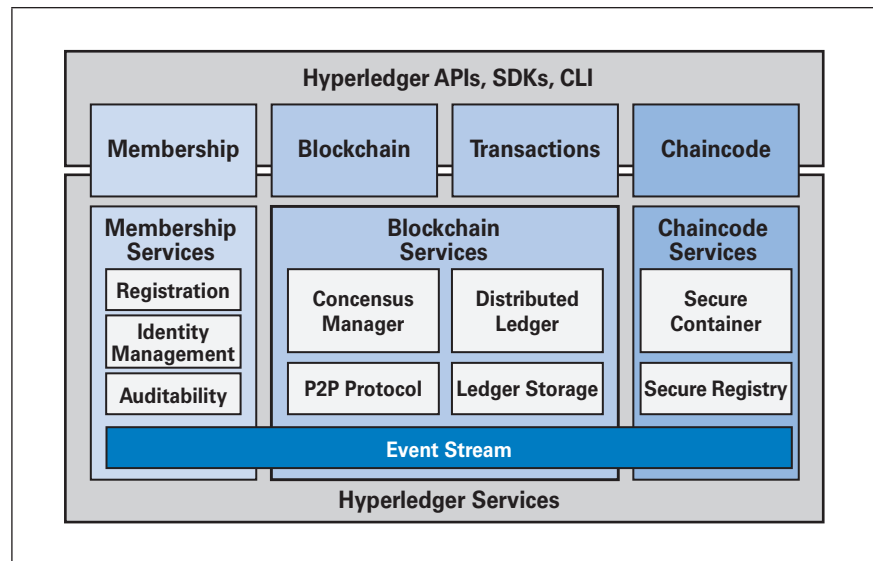 Hyperledger APIs, SDKs, CLI
Membership
Blockchain
Transactions
Chaincode
Membership
Services
Registration
Identity
Management
Auditability
Blockchain
Services
Concensus
Manager
Distributed
Ledger
P2P Protocol
Ledger Storage
Chaincode
Services
Secure
Container
Secure Registry
Event Stream
Hyperledger Services